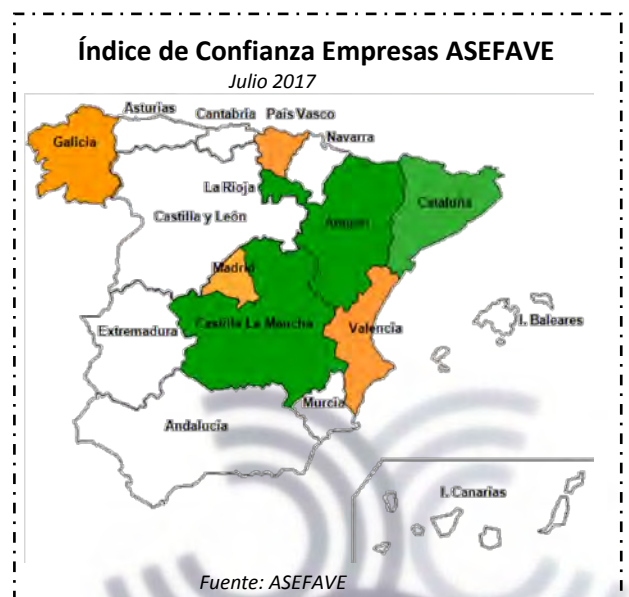 Índice de Confianza Empresas ASEFAVE
Julio 2017
Asturias
Cantabria
País Vasco
Navarra
Galicia
La Rioja
Cataluña
Aragón
Castilla y León
Madrid
Castilla La Mancha
Valencia
I. Baleares
Extremadura
Murcia
Andalucía
I. Canarias
Fuente: ASEFAVE